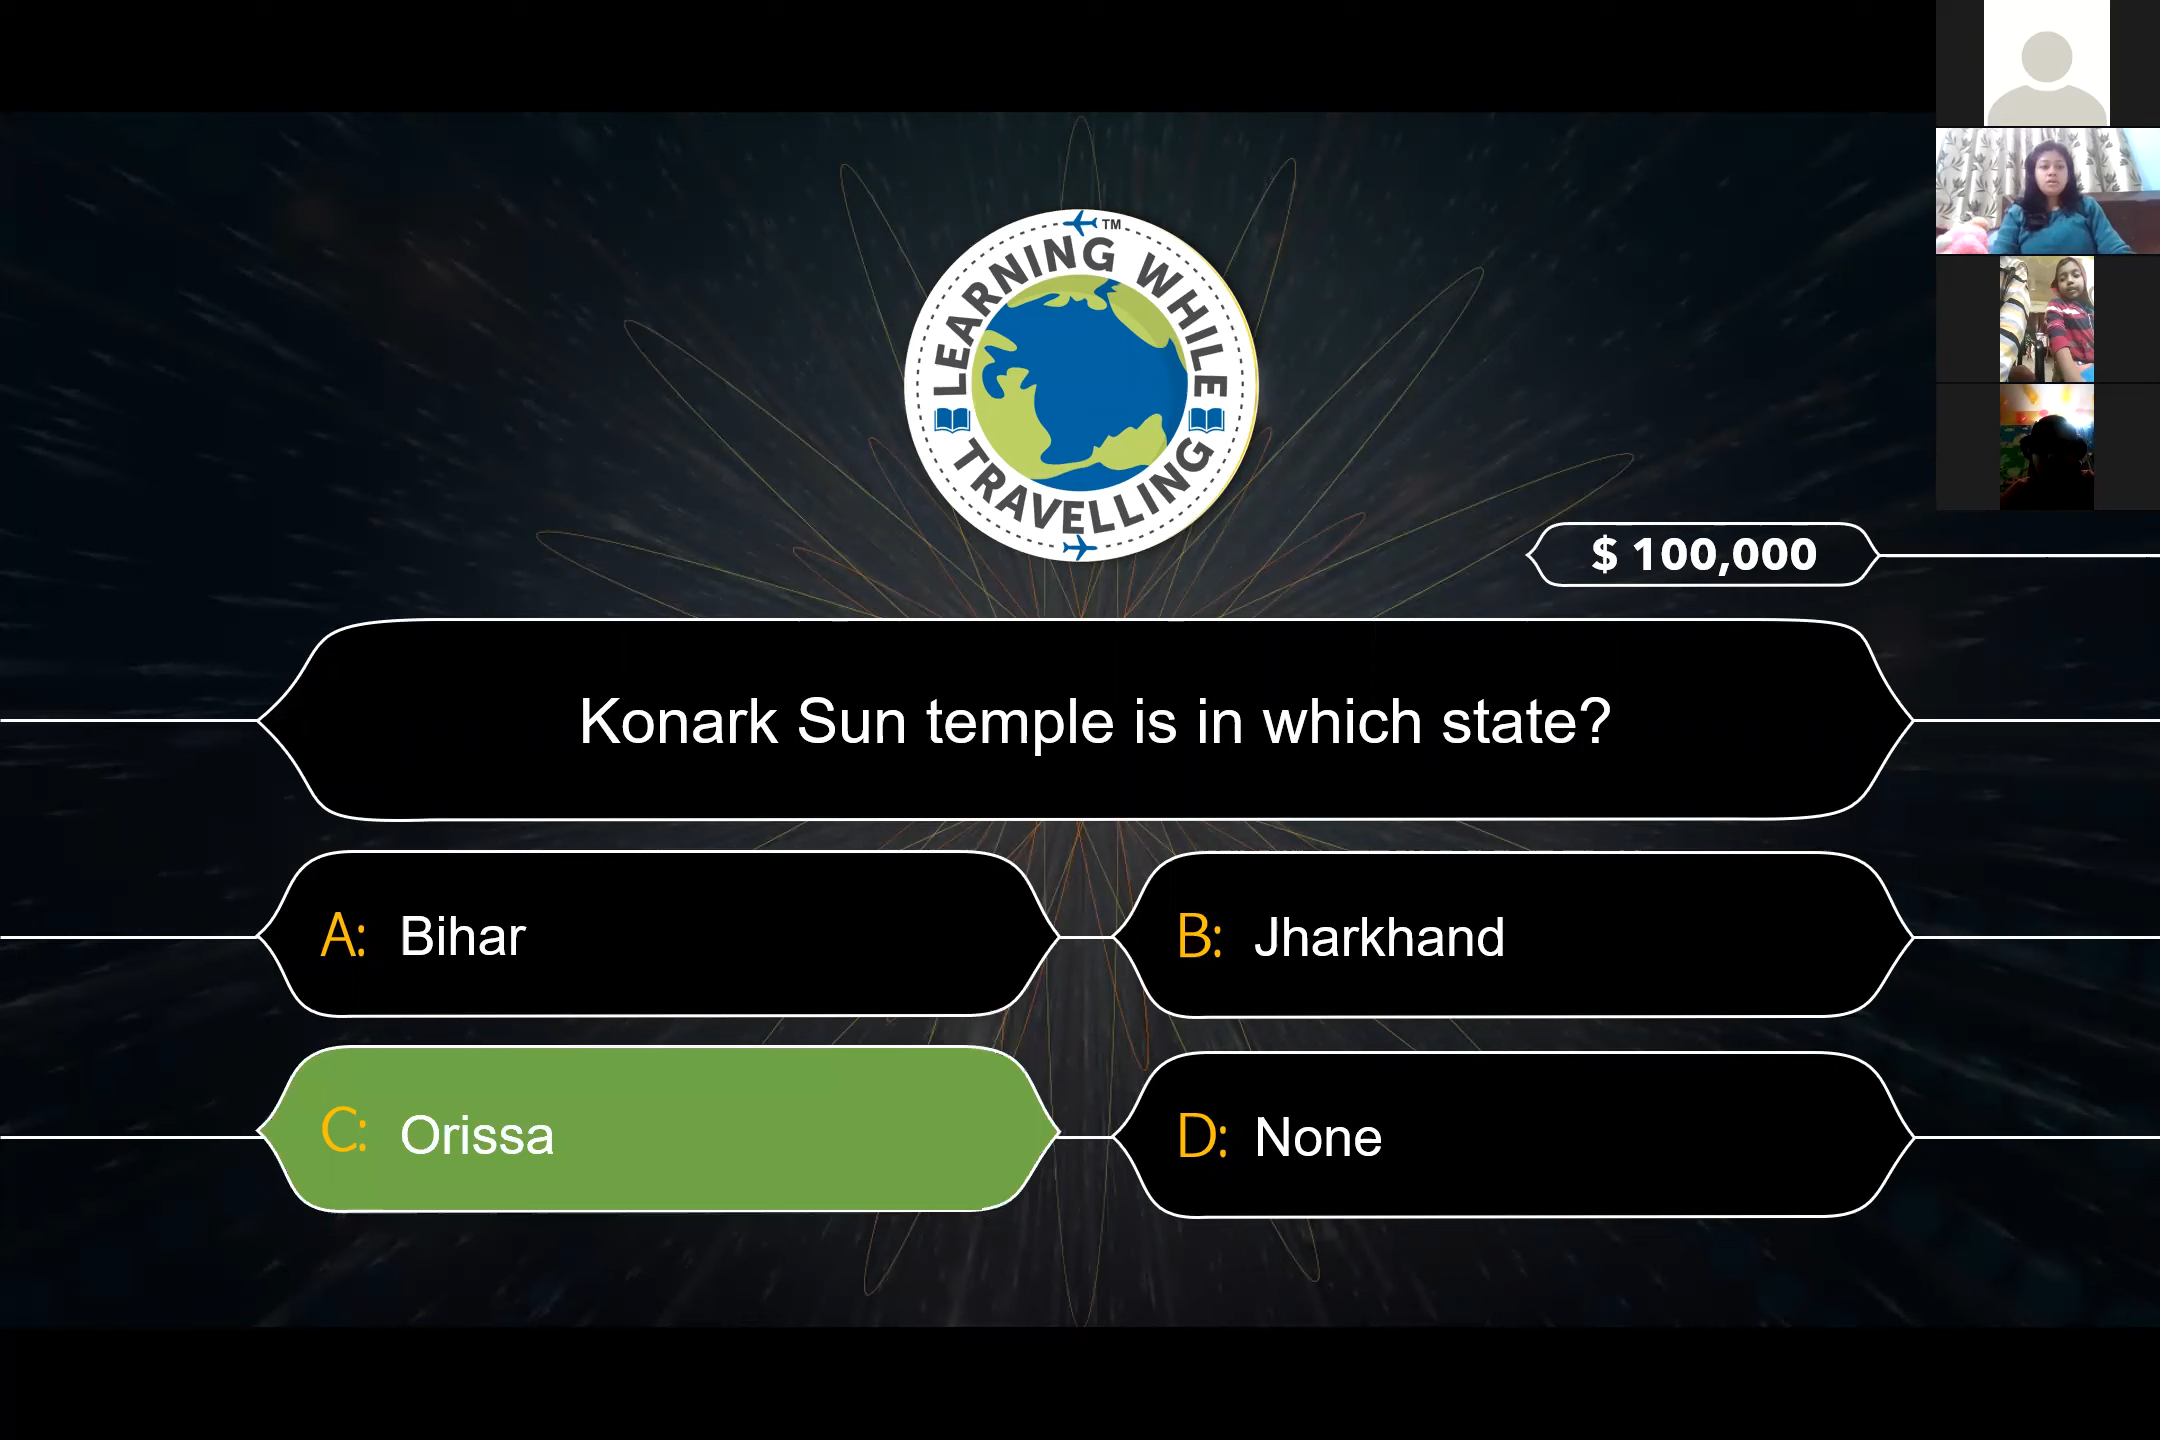 LEARNING WHILE
TRAVELLING
TM
$ 100,000
Konark Sun temple is in which state?
A: Bihar
B: Jharkhand
C: Orissa
D: None